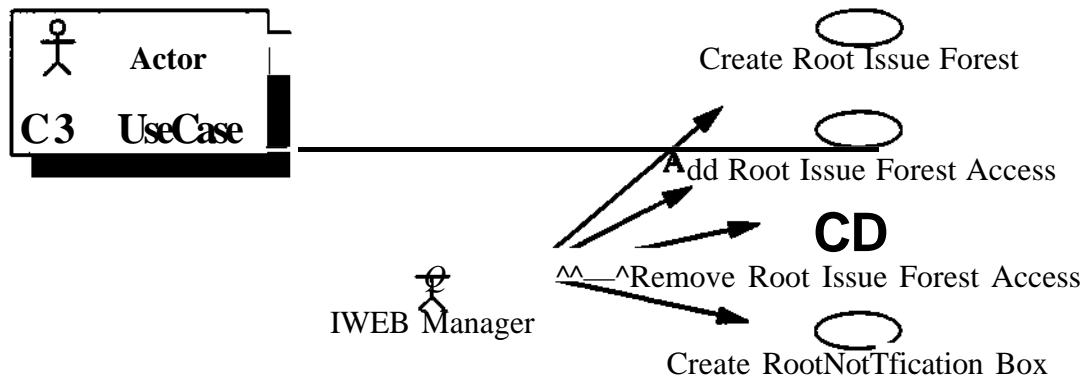 Actor
C3 UseCase
Create Root Issue Forest
Add Root Issue Forest Access
CD
^^—^Remove Root Issue Forest Access
IWEB Manager
Create RootNotTfication Box